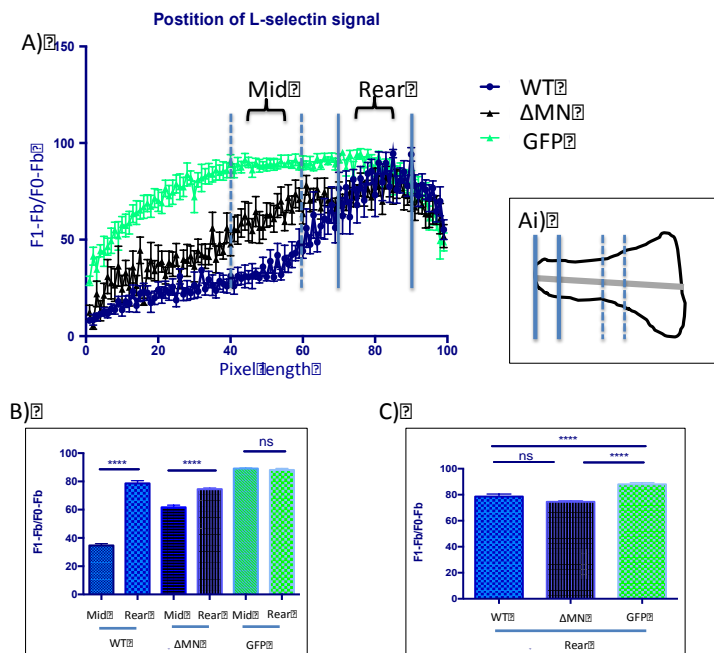 Postition of L-selectin signal
A)
150
100
50
0
F1-Fb/F0-Fb
Mid
Rear
WT
ΔMN
GFP
0 20 40 60 80 100
Pixel length
Ai)
B)
F1-Fb/F0-Fb
100
80
60
40
20
0
**** **** ns
Mid Rear Mid Rear Mid Rear
WT ΔMN GFP
C)
F1-Fb/F0-Fb
100
80
60
40
20
0
****
ns ****
WT ΔMN GFP
Rear